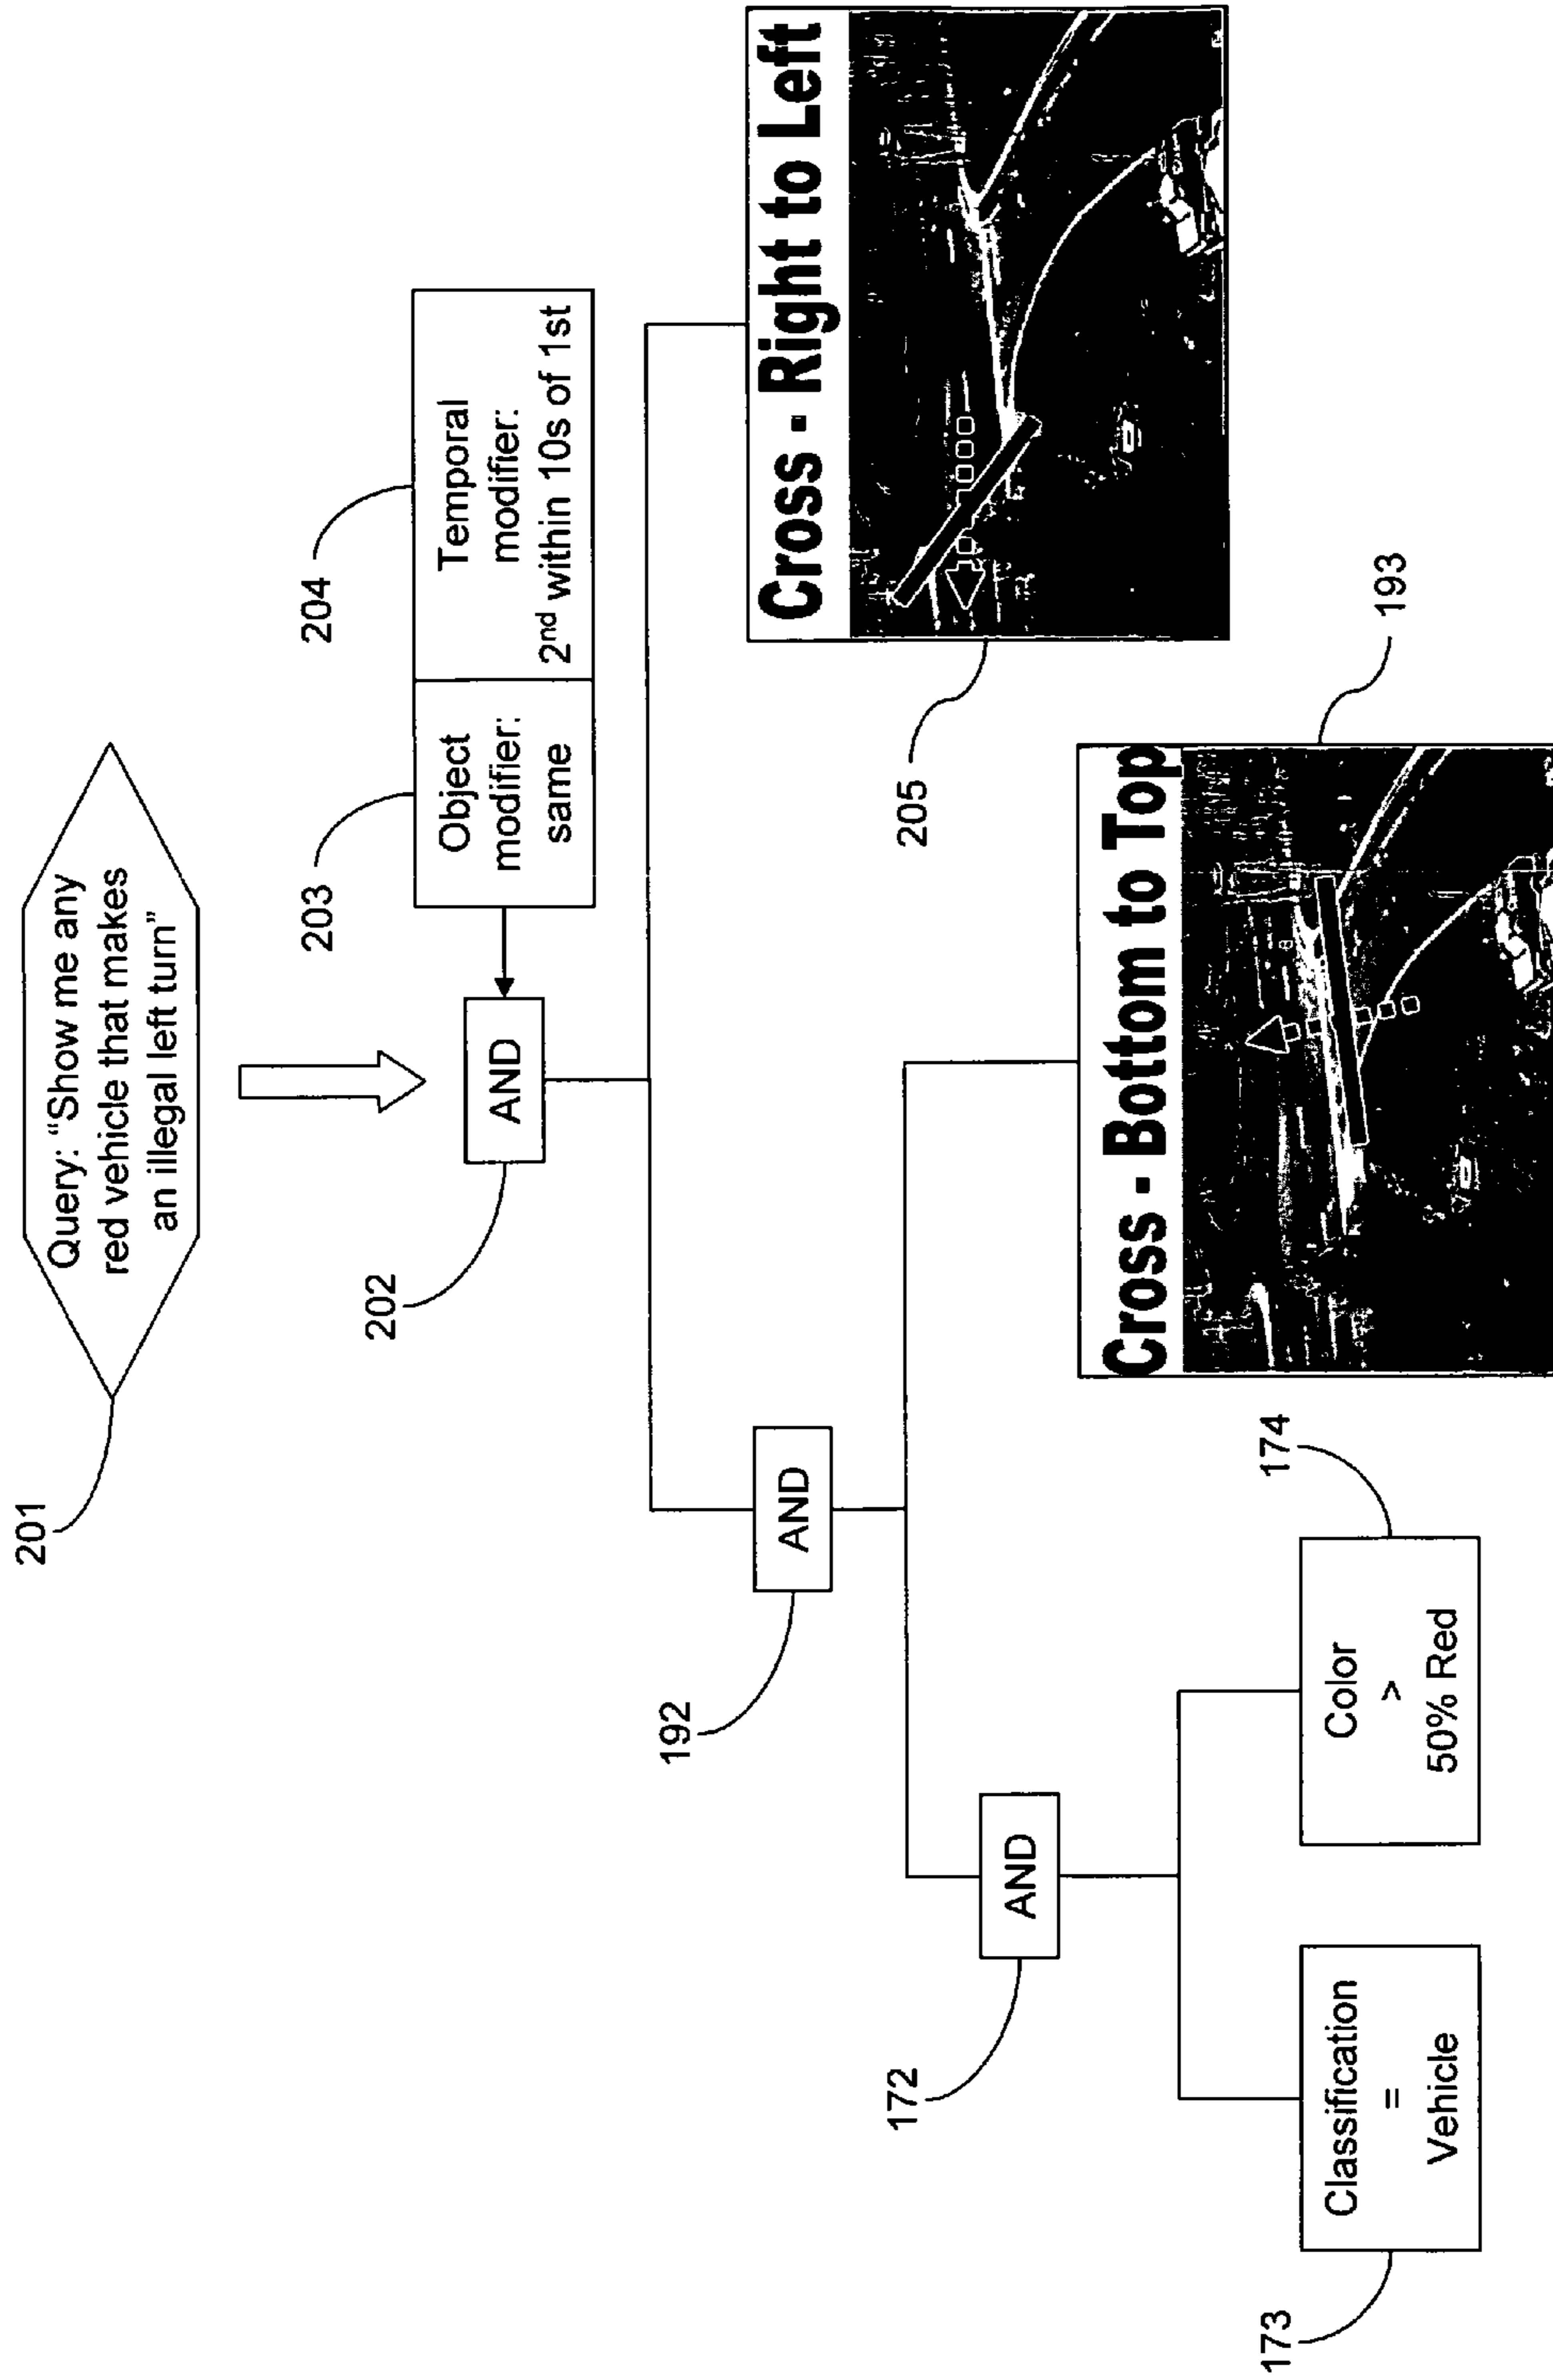 201
Query: “Show me any
red vehicle that makes
an illegal left turn”
202
AND
203
Object
modifier:
same
204
Temporal
modifier:
2nd within 10s of 1st
192
AND
205
Cross - Right to Left
172
AND
193
Cross - Bottom to Top
173
Classification
=
Vehicle
174
Color
>
50% Red